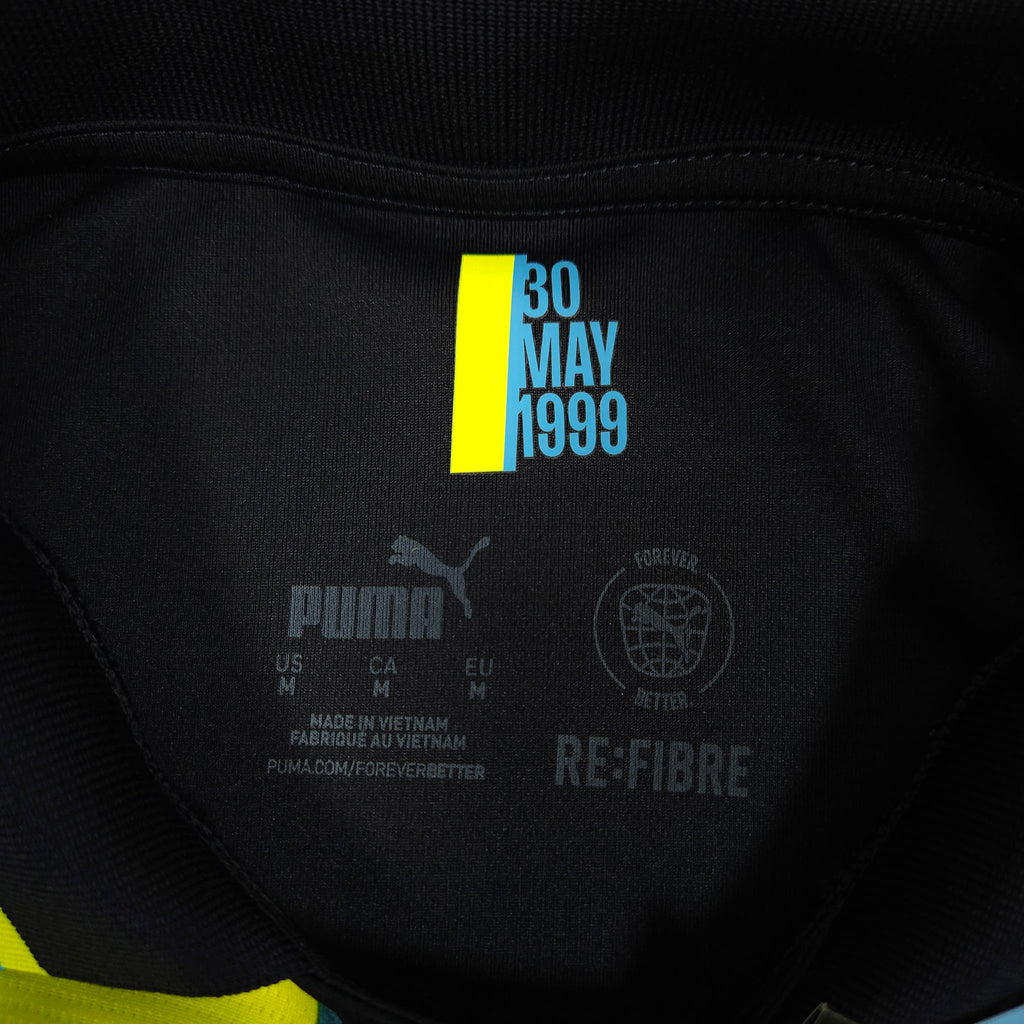 30
MAY
1999
PUMA
US CA EU
M M M
MADE IN VIETNAM
FABRIQUÉ AU VIETNAM
PUMA.COM/FOREVERBETTER
FOREVER.
BETTER.
RE:FIBRE